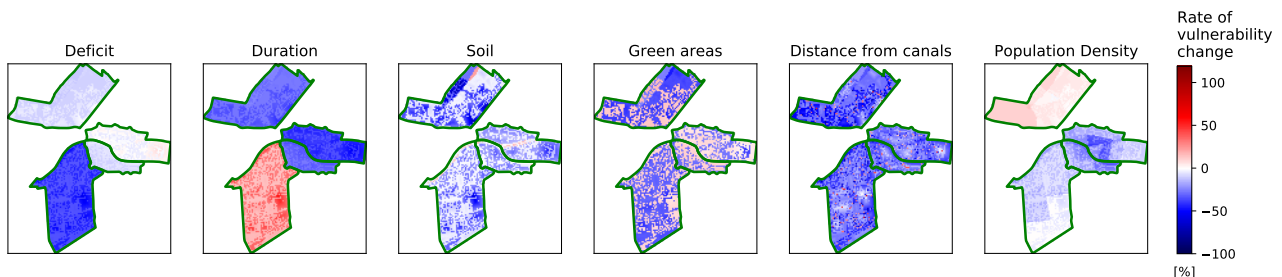 Deficit
Duration
Soil
Green areas
Distance from canals
Population Density
Rate of
vulnerability
change
100
50
0
−50
−100
[%]